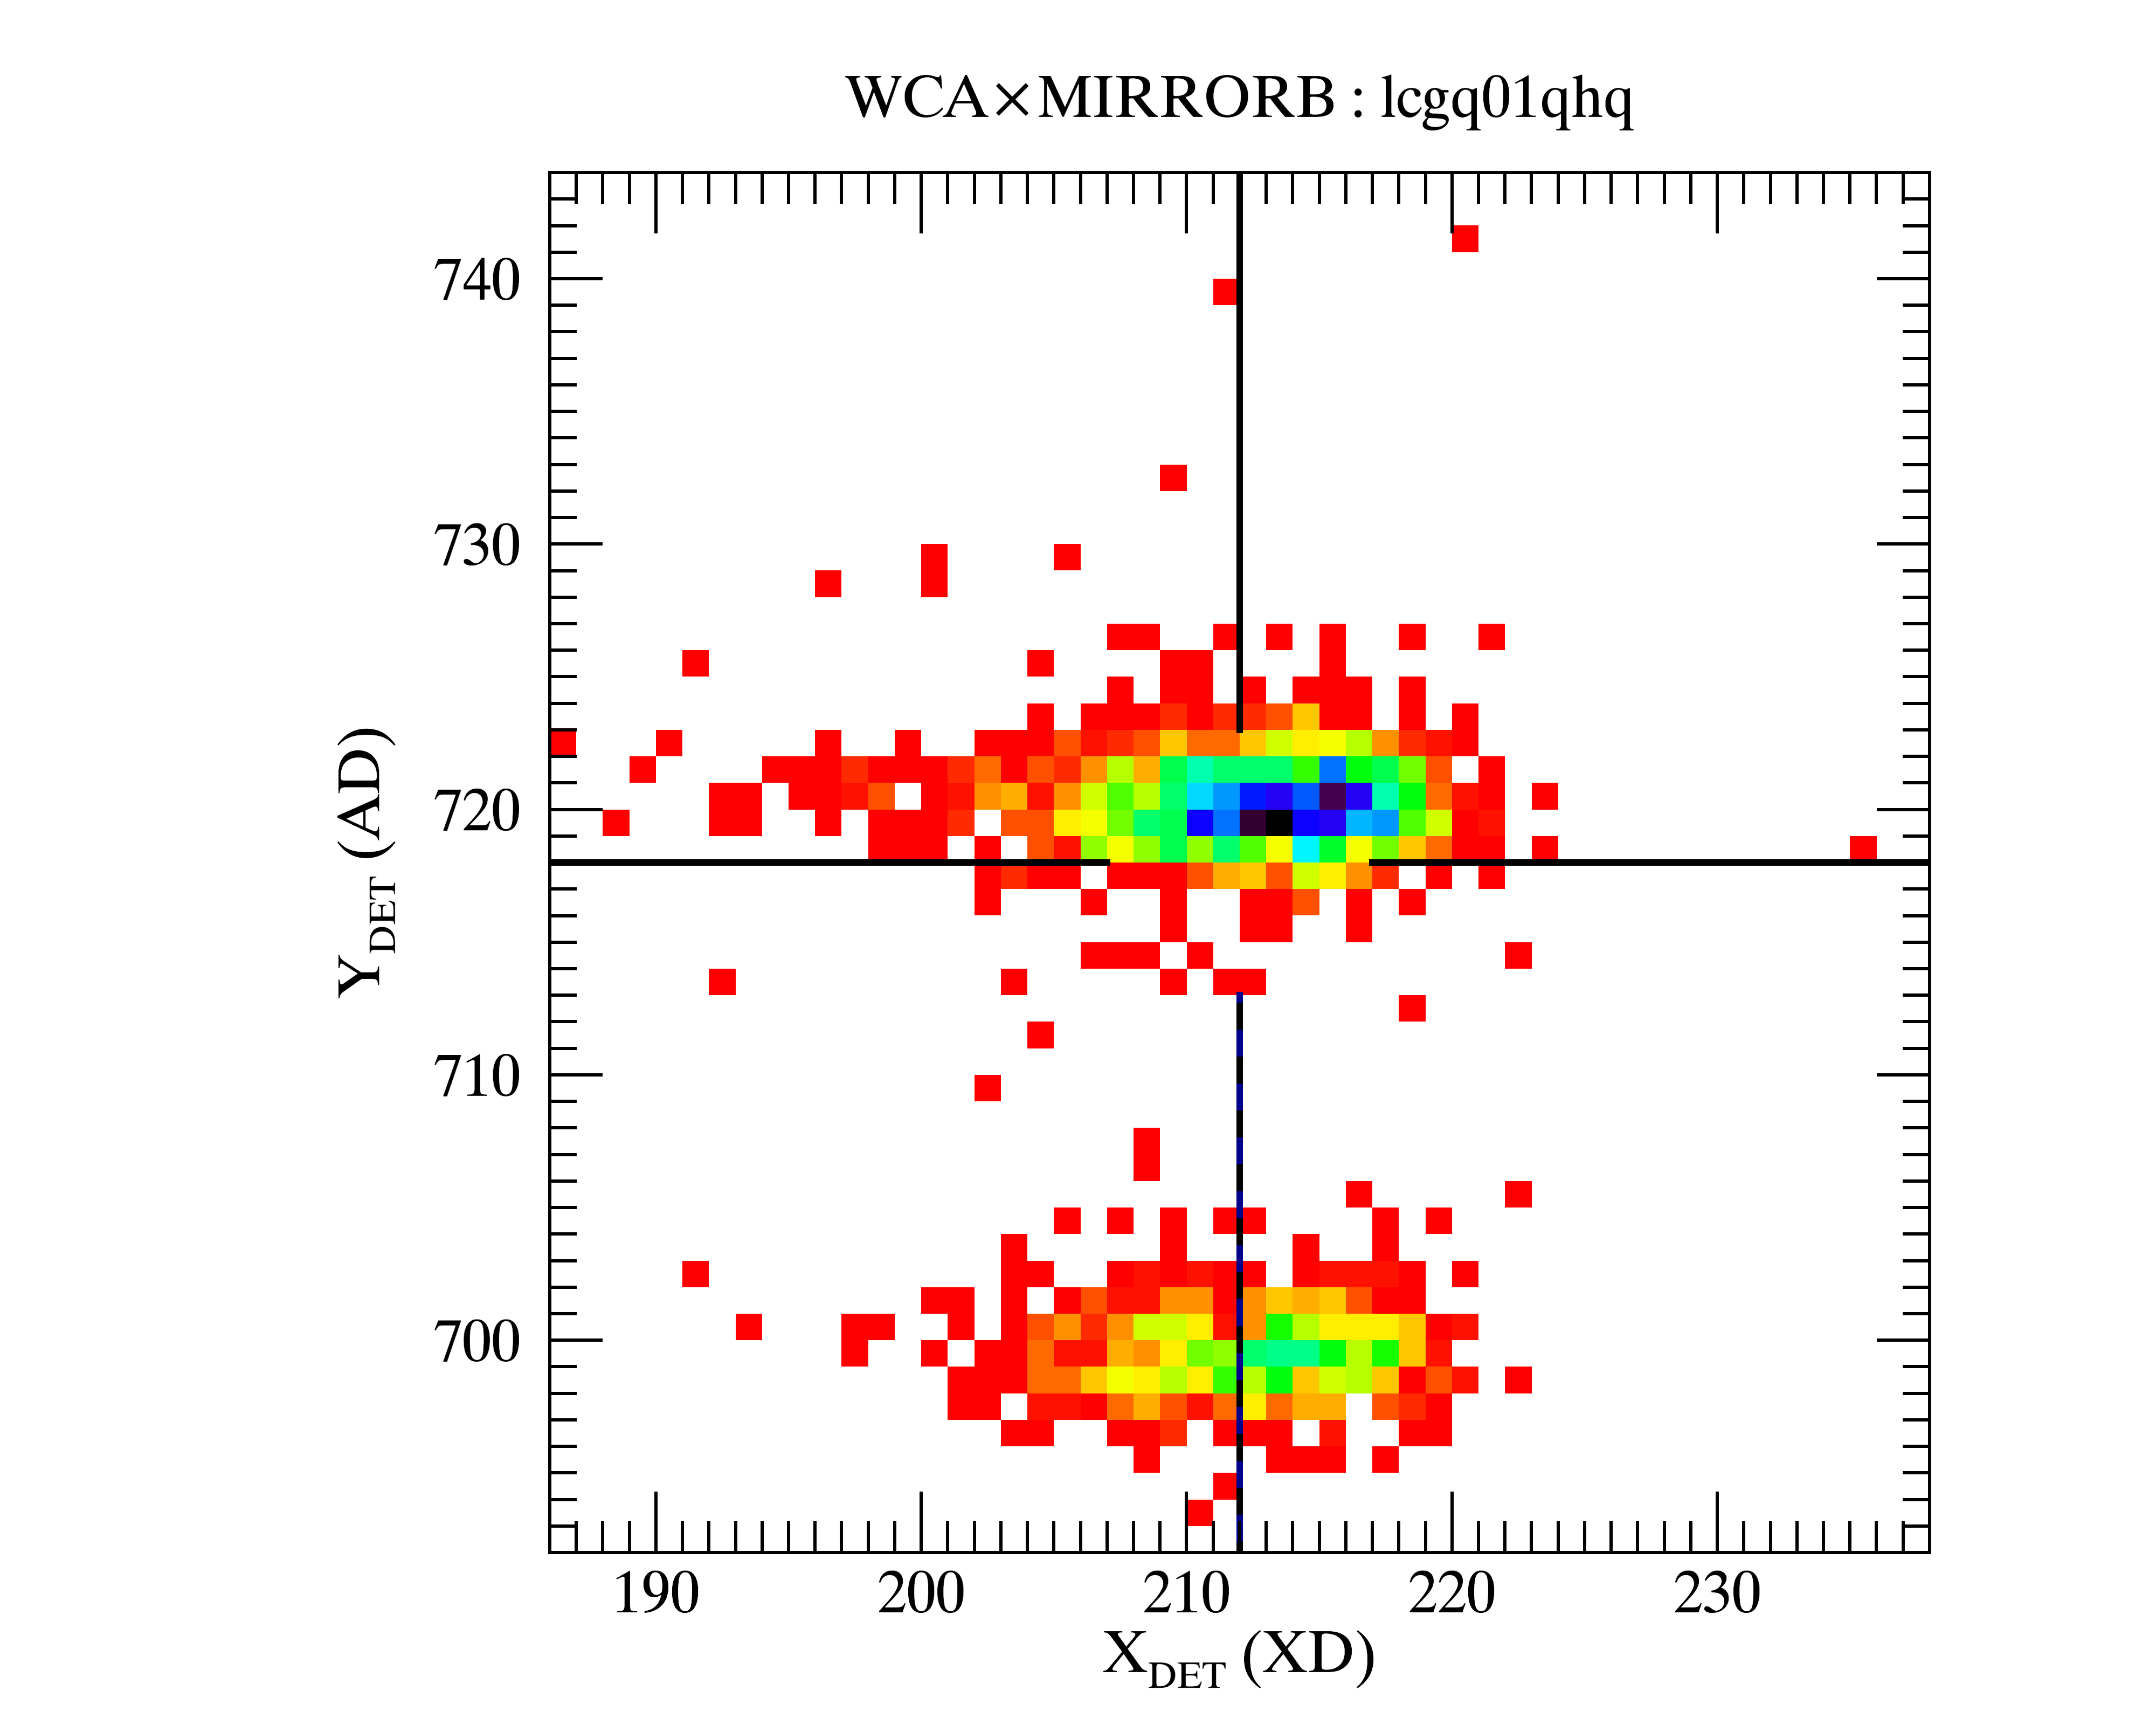 WCA×MIRRORB : lcgq01qhq
740
730
720
710
700
Y_DET (AD)
190 200 210 220 230
X_DET (XD)